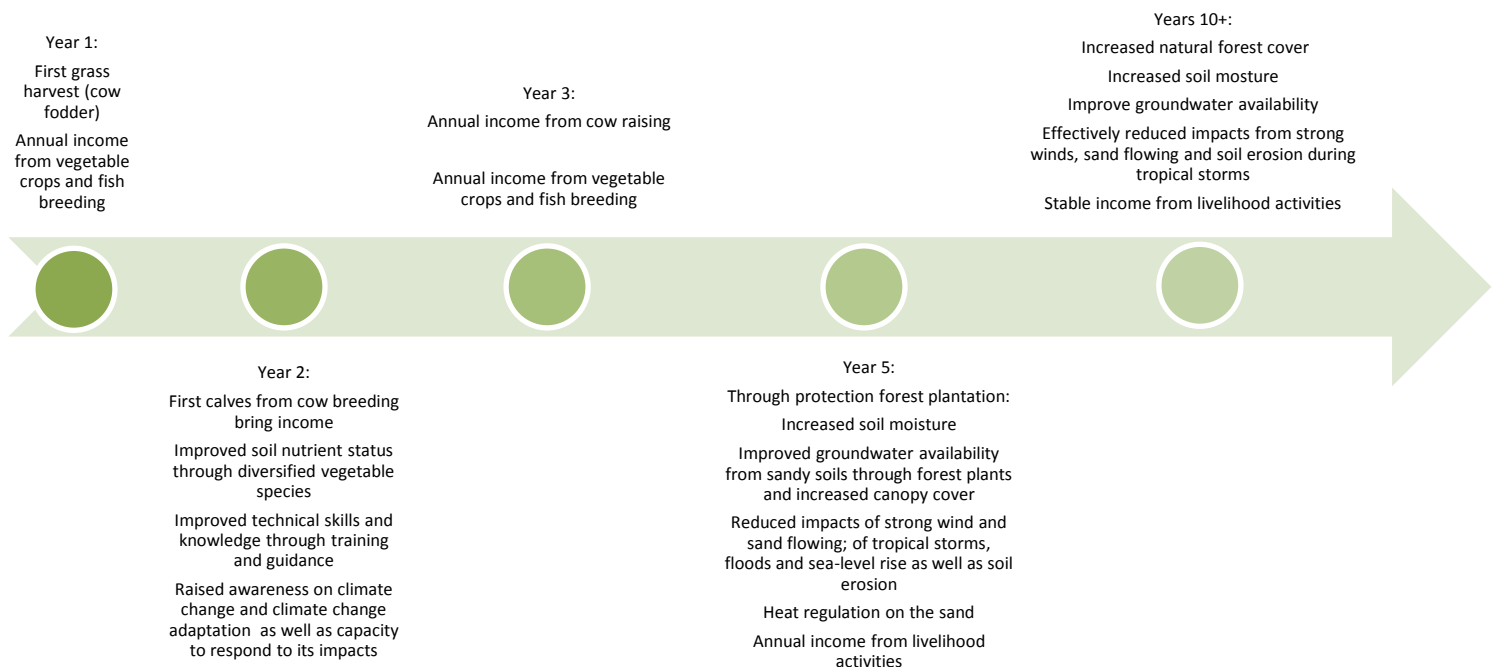 Year 1:
First grass
harvest (cow
fodder)
Annual income
from vegetable
crops and fish
breeding
Year 2:
First calves from cow breeding
bring income
Improved soil nutrient status
through diversified vegetable
species
Improved technical skills and
knowledge through training
and guidance
Raised awareness on climate
change and climate change
adaptation as well as capacity
to respond to its impacts
Year 3:
Annual income from cow raising
Annual income from vegetable
crops and fish breeding
Year 5:
Through protection forest plantation:
Increased soil moisture
Improved groundwater availability
from sandy soils through forest plants
and increased canopy cover
Reduced impacts of strong wind and
sand flowing; of tropical storms,
floods and sea-level rise as well as soil
erosion
Heat regulation on the sand
Annual income from livelihood
activities
Years 10+:
Increased natural forest cover
Increased soil mosture
Improve groundwater availability
Effectively reduced impacts from strong
winds, sand flowing and soil erosion during
tropical storms
Stable income from livelihood activities